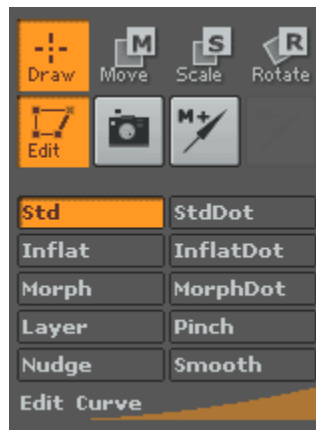 M S R
Draw Move Scale Rotate
M+
Edit
Std StdDot
Inflat InflatDot
Morph MorphDot
Layer Pinch
Nudge Smooth
Edit Curve